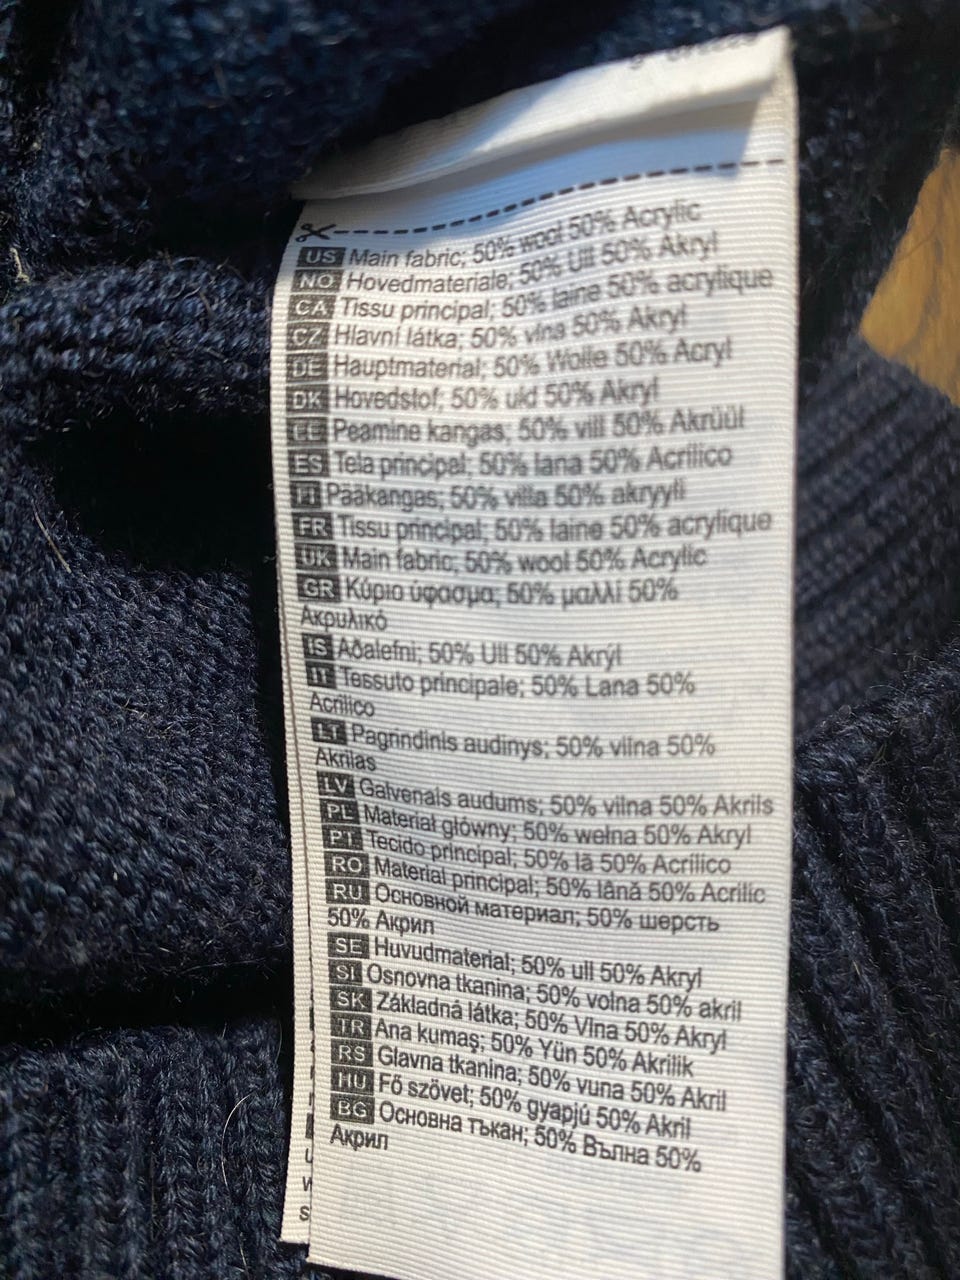 US Main fabric; 50% wool 50% Acrylic
NO Hovedmateriale; 50% Ull 50% Akryl
CA Tissu principal; 50% laine 50% acrylique
CZ Hlavní látka; 50% vlna 50% Akryl
DE Hauptmaterial; 50% Wolle 50% Acryl
DK Hovedstof; 50% uld 50% Akryl
EE Peamine kangas; 50% vill 50% Akrüül
ES Tela principal; 50% lana 50% Acrílico
FI Pääkangas; 50% villa 50% akryyli
FR Tissu principal; 50% laine 50% acrylique
UK Main fabric; 50% wool 50% Acrylic
GR Κύριο ύφασμα; 50% μαλλί 50%
Ακρυλικό
IS Aðalefni; 50% Ull 50% Akrýl
IT Tessuto principale; 50% Lana 50%
Acrilico
LT Pagrindinis audinys; 50% vilna 50%
Akrilas
LV Galvenais audums; 50% vilna 50% Akrils
PL Materiał główny; 50% wełna 50% Akryl
PT Tecido principal; 50% lã 50% Acrílico
RO Material principal; 50% lână 50% Acrilic
RU Основной материал; 50% шерсть
50% Акрил
SE Huvudmaterial; 50% ull 50% Akryl
SI Osnovna tkanina; 50% volna 50% akril
SK Základná látka; 50% Vlna 50% Akryl
TR Ana kumaş; 50% Yün 50% Akrilik
RS Glavna tkanina; 50% vuna 50% Akril
HU Fő szövet; 50% gyapjú 50% Akril
BG Основна тъкан; 50% Вълна 50%
Акрил